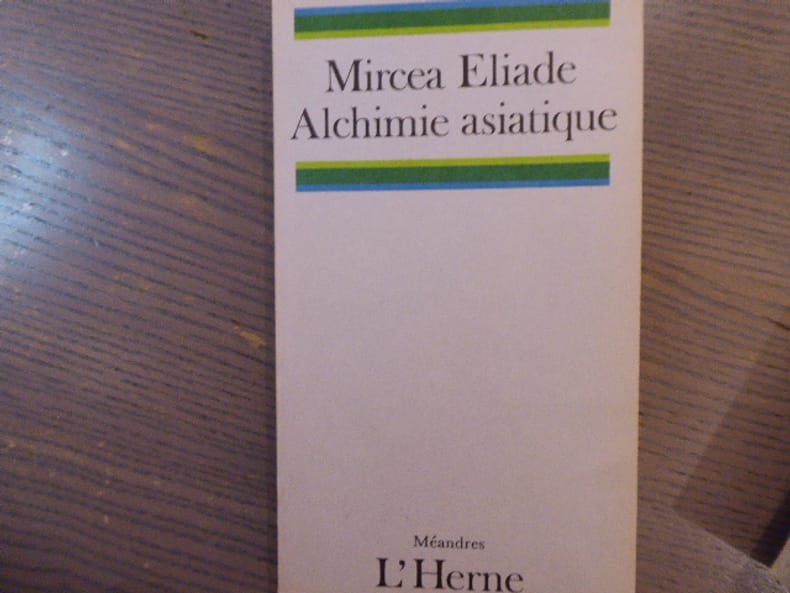 Mircea Eliade
Alchimie asiatique
Méandres
L'Herne